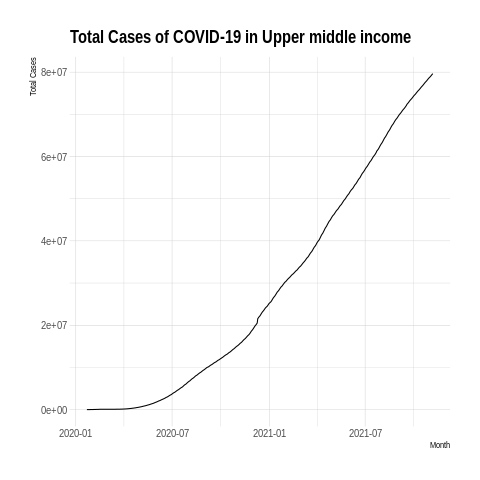 Total Cases of COVID-19 in Upper middle income
Total Cases
8e+07
6e+07
4e+07
2e+07
0e+00
2020-01 2020-07 2021-01 2021-07
Month